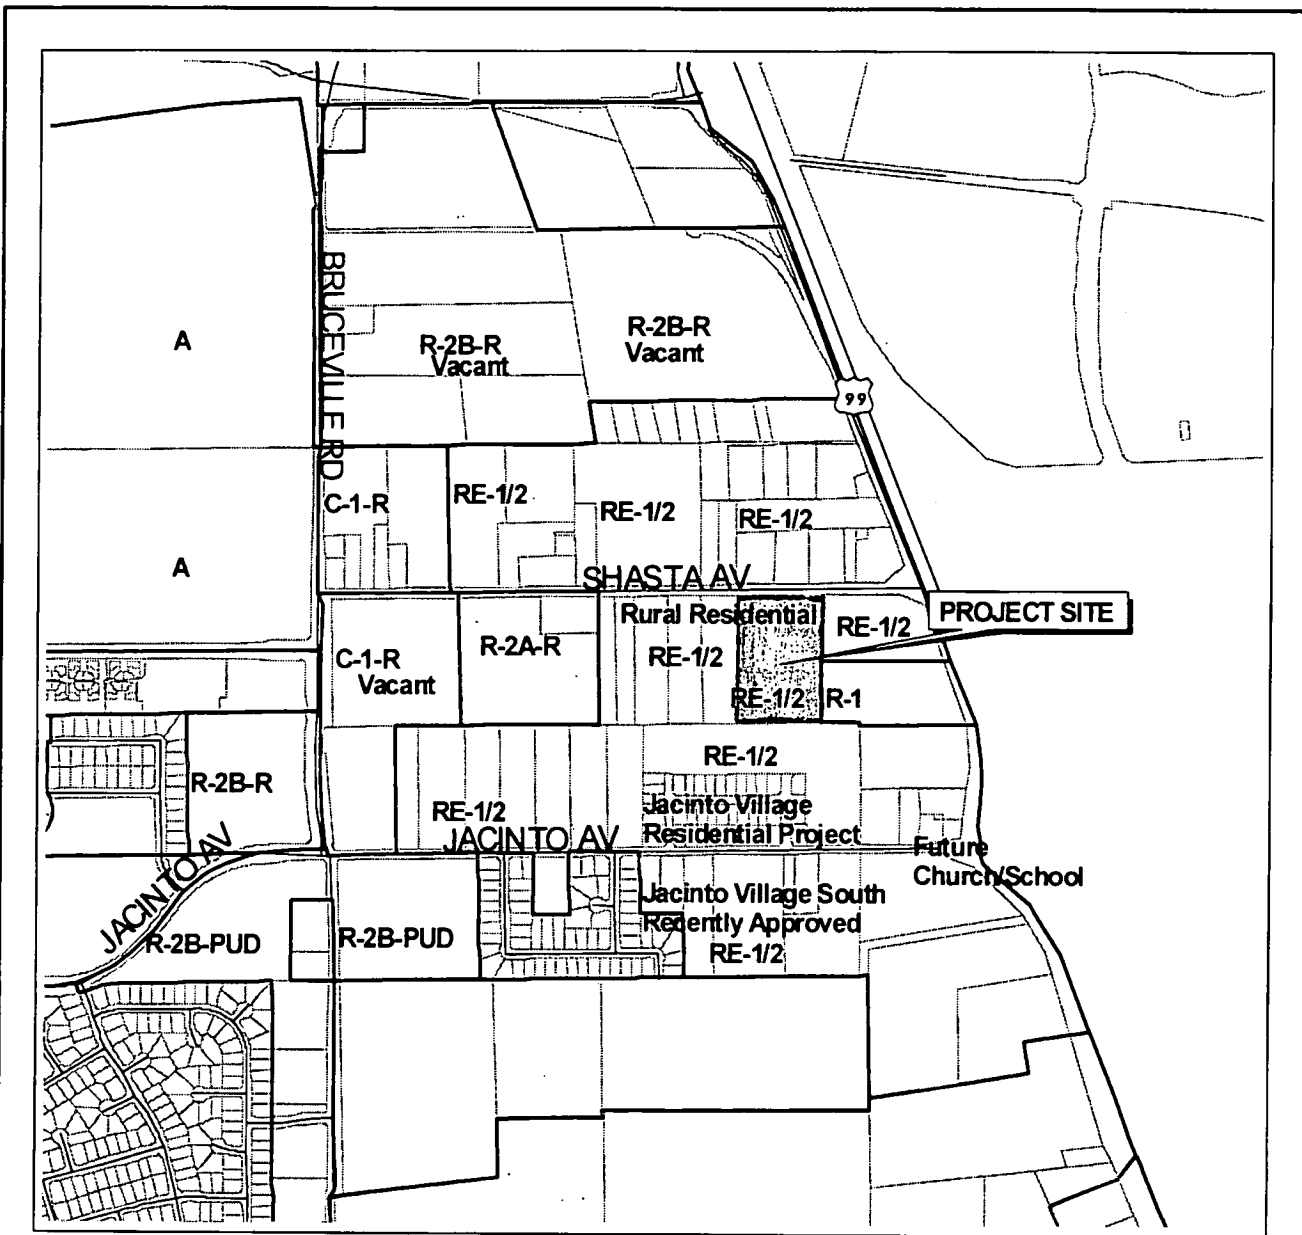 BRUCEVILLE RD
A
R-2B-R
Vacant
R-2B-R
Vacant
99
C-1-R
RE-1/2
RE-1/2
RE-1/2
A
SHASTA AV
Rural Residential
RE-1/2
PROJECT SITE
C-1-R
Vacant
R-2A-R
RE-1/2
RE-1/2
R-1
R-2B-R
RE-1/2
RE-1/2
Jacinto Village
Residential Project
JACINTO AV
Future
Church/School
JACINTO AV
R-2B-PUD
R-2B-PUD
Jacinto Village South
Recently Approved
RE-1/2